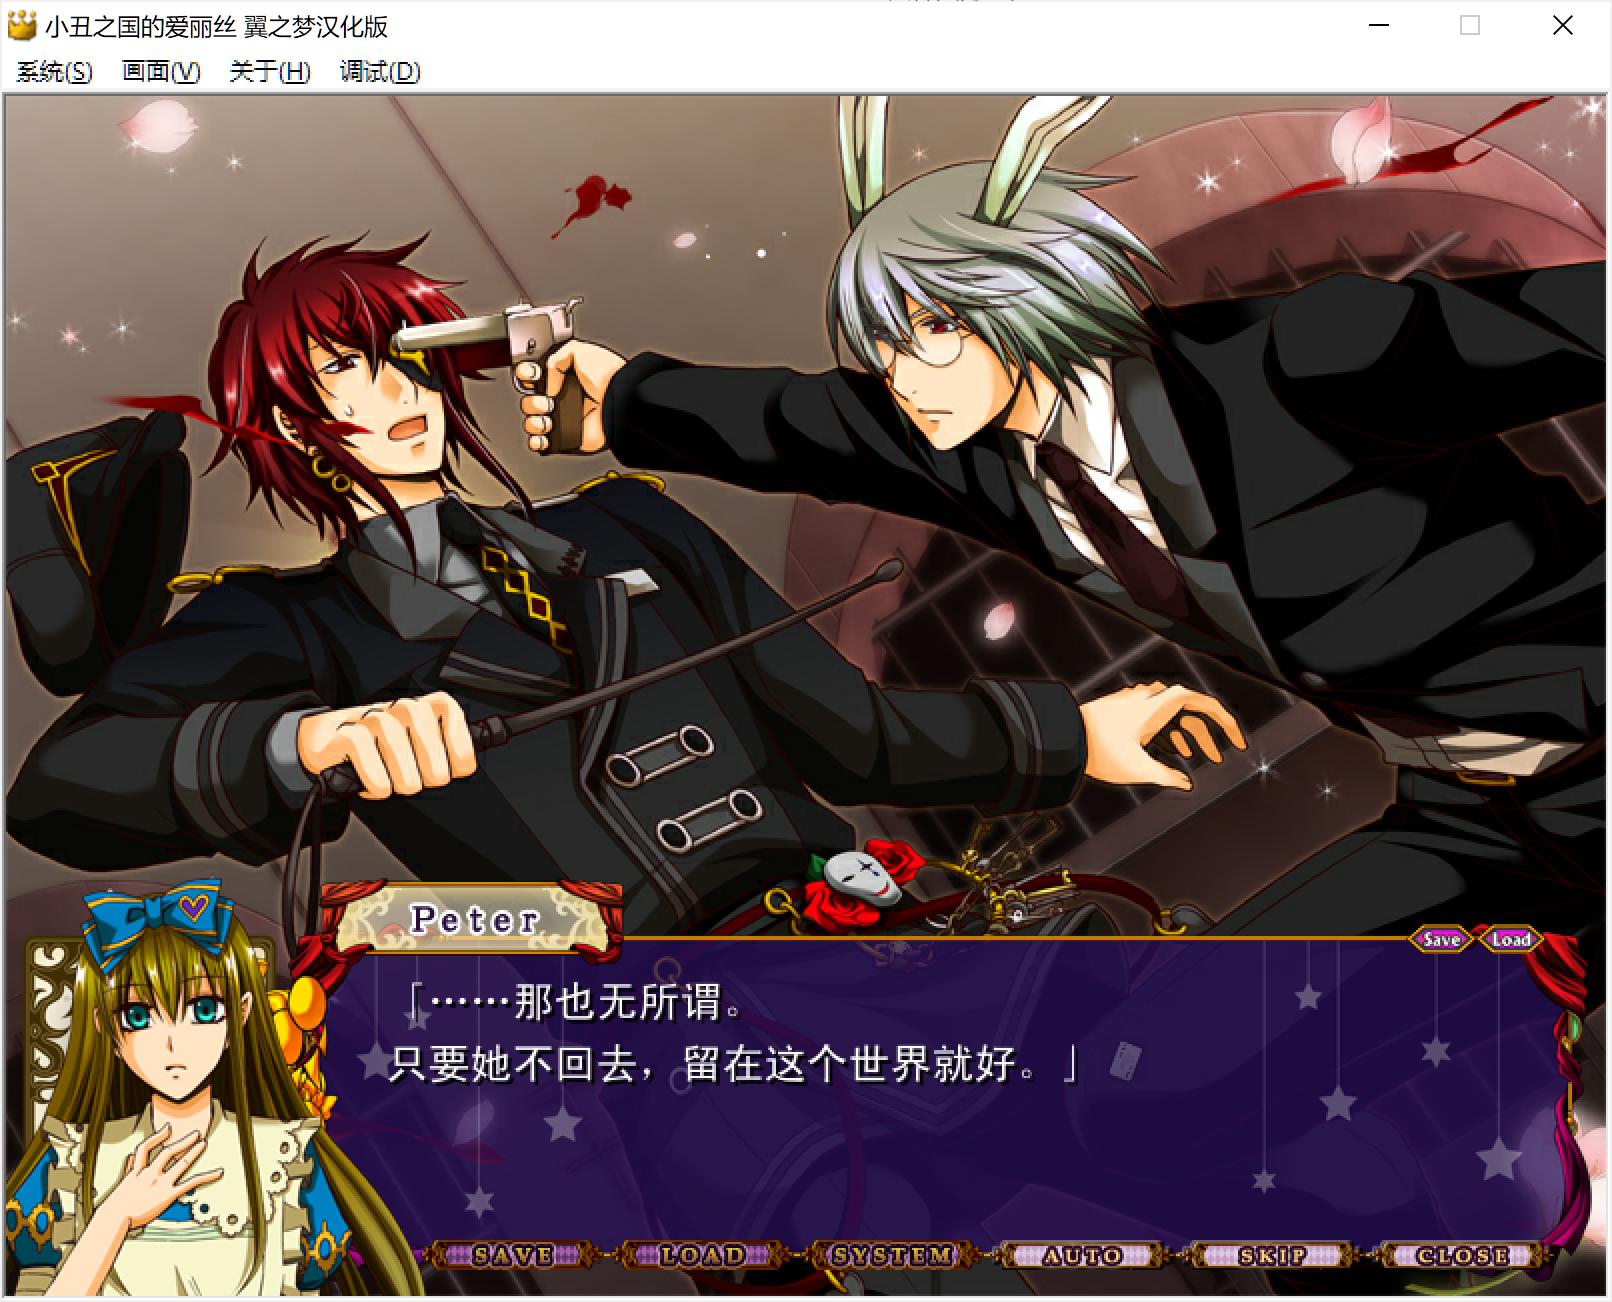 小丑之国的爱丽丝 翼之梦汉化版
系统(S) 画面(V) 关于(H) 调试(D)
Peter
Save Load
「……那也无所谓。
只要她不回去，留在这个世界就好。」
SAVE LOAD SYSTEM AUTO SKIP CLOSE